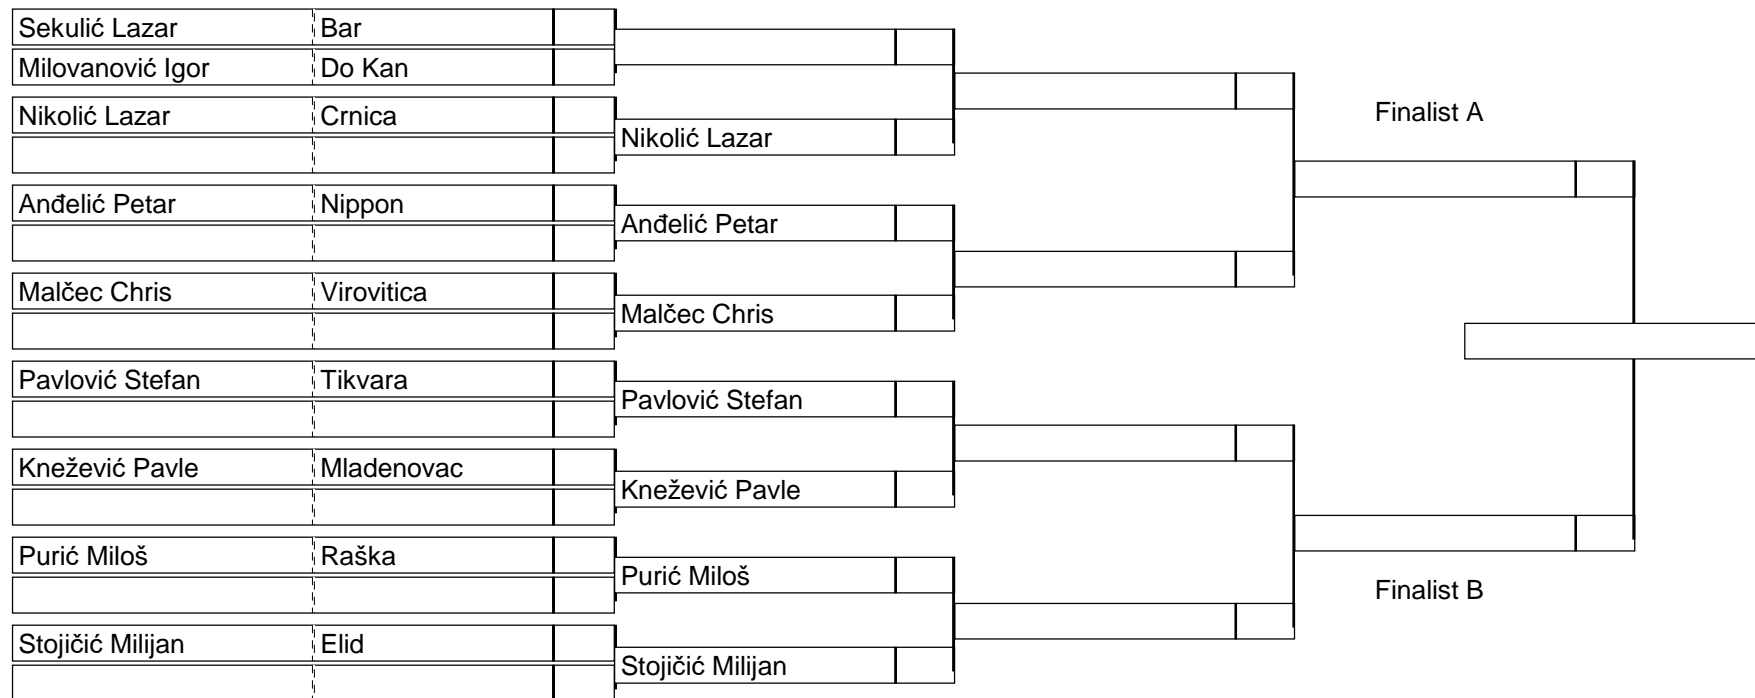 Sekulić Lazar Bar
Milovanović Igor Do Kan
Nikolić Lazar Crnica
Nikolić Lazar
Anđelić Petar Nippon
Anđelić Petar
Malčec Chris Virovitica
Malčec Chris
Pavlović Stefan Tikvara
Pavlović Stefan
Knežević Pavle Mladenovac
Knežević Pavle
Purić Miloš Raška
Purić Miloš
Stojičić Milijan Elid
Stojičić Milijan
Finalist A
Finalist B